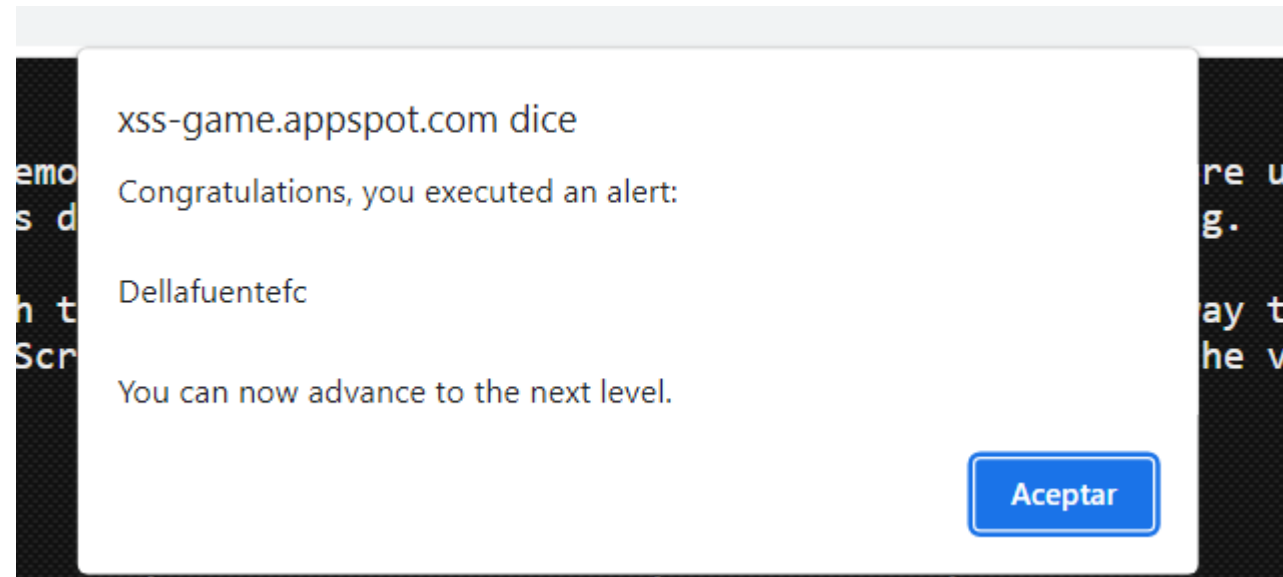 xss-game.appspot.com dice
Congratulations, you executed an alert:
Dellafuentefc
You can now advance to the next level.
Aceptar